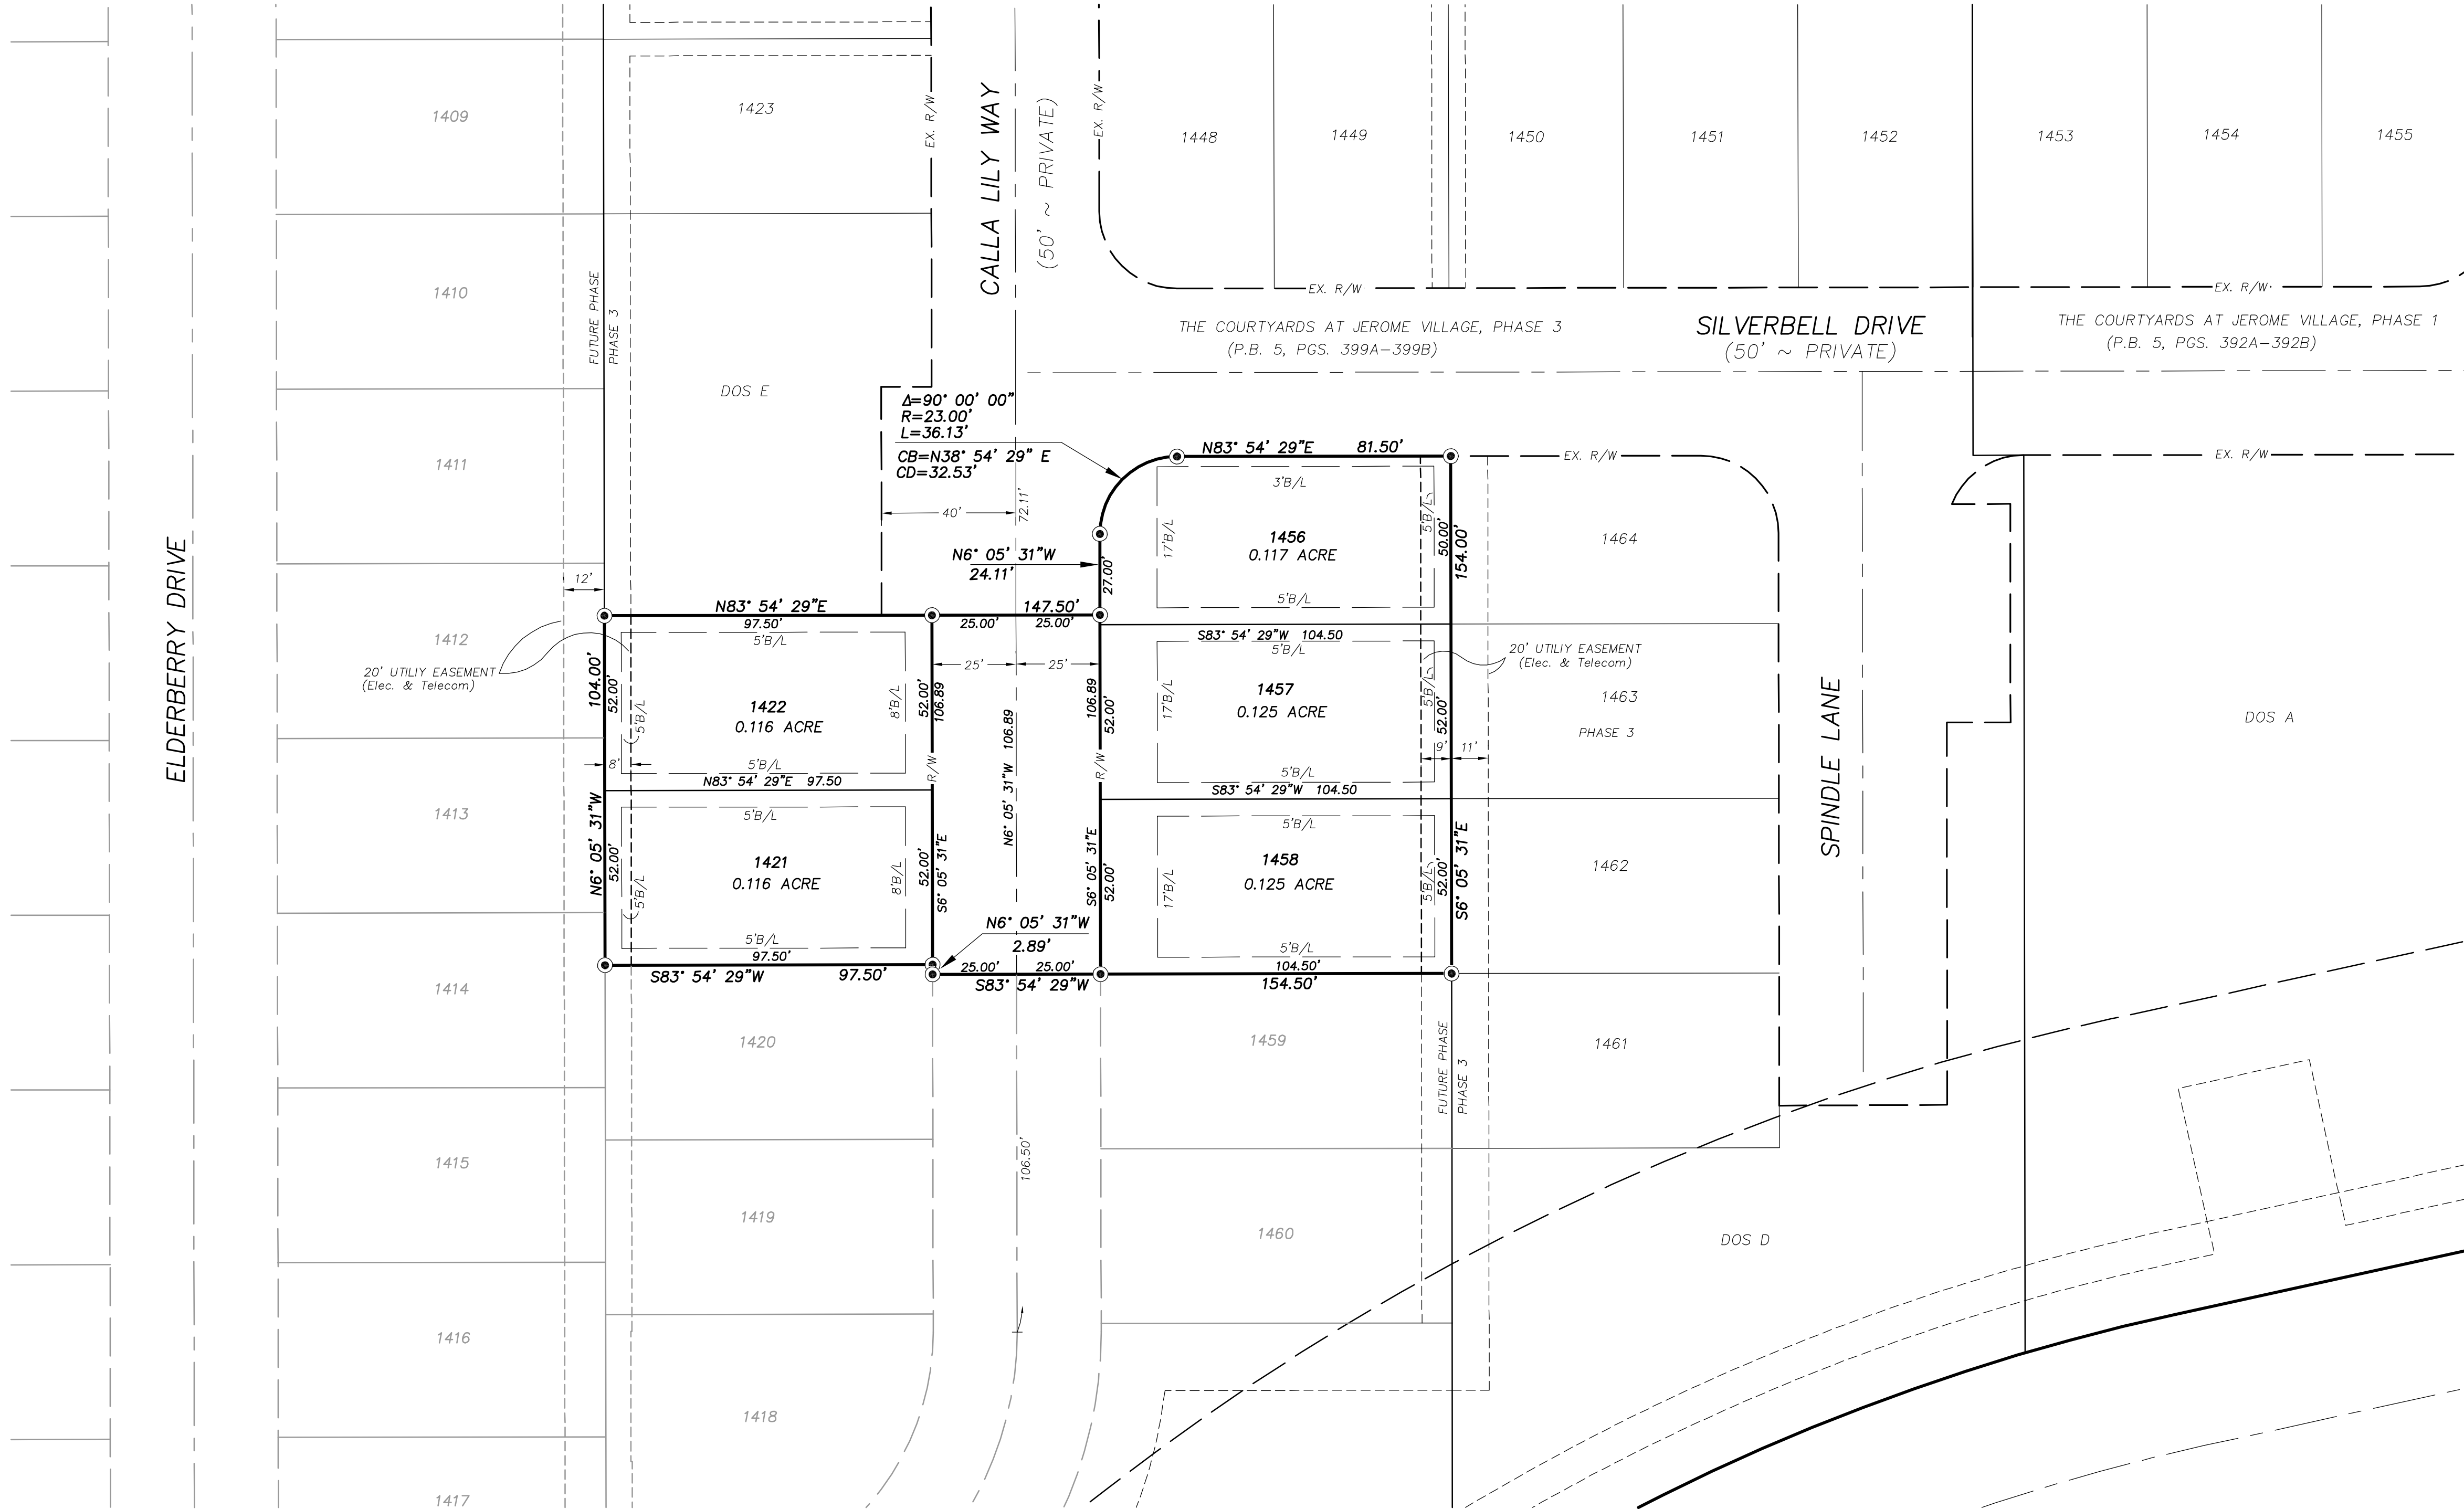 1409
1410
1411
1412
1413
1414
1415
1416
1417
ELDERBERRY DRIVE
12'
20' UTILIY EASEMENT
(Elec. & Telecom)
FUTURE PHASE
PHASE 3
1423
DOS E
EX. R/W
CALLA LILY WAY
(50' ~ PRIVATE)
EX. R/W
1448
1449
1450
1451
1452
1453
1454
1455
EX. R/W
EX. R/W
THE COURTYARDS AT JEROME VILLAGE, PHASE 3
(P.B. 5, PGS. 399A-399B)
SILVERBELL DRIVE
(50' ~ PRIVATE)
THE COURTYARDS AT JEROME VILLAGE, PHASE 1
(P.B. 5, PGS. 392A-392B)
Δ=90° 00' 00"
R=23.00'
L=36.13'
CB=N38° 54' 29" E
CD=32.53'
40'
72.11'
N6° 05' 31"W
24.11'
27.00'
N83° 54' 29"E 81.50'
EX. R/W
EX. R/W
3'B/L
17'B/L
1456
0.117 ACRE
5'B/L
5'B/L
50.00'
154.00'
1464
N83° 54' 29"E 147.50'
97.50'
25.00'
25.00'
5'B/L
104.00'
52.00'
5'B/L
1422
0.116 ACRE
8'B/L
52.00'
106.89
25'
25'
106.89
52.00'
S83° 54' 29"W 104.50
5'B/L
17'B/L
1457
0.125 ACRE
5'B/L
52.00'
20' UTILIY EASEMENT
(Elec. & Telecom)
1463
PHASE 3
9'
11'
SPINDLE LANE
DOS A
8'
5'B/L
N83° 54' 29"E 97.50
R/W
N6° 05' 31"W 106.89
R/W
5'B/L
S83° 54' 29"W 104.50
N6° 05' 31"W
52.00'
5'B/L
5'B/L
1421
0.116 ACRE
8'B/L
52.00'
S6° 05' 31"E
S6° 05' 31"E
52.00'
5'B/L
17'B/L
1458
0.125 ACRE
5'B/L
52.00'
S6° 05' 31"E
1462
5'B/L
97.50'
S83° 54' 29"W 97.50'
N6° 05' 31"W
2.89'
25.00'
25.00'
S83° 54' 29"W
5'B/L
104.50'
154.50'
1420
1419
1418
106.50'
1459
1460
FUTURE PHASE
PHASE 3
1461
DOS D